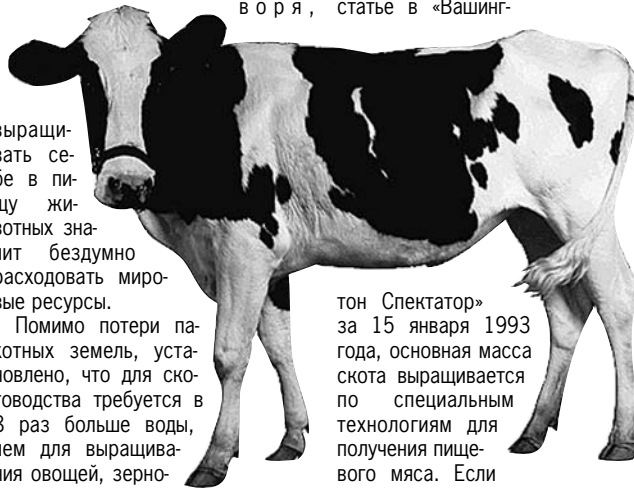 воря,
выращи-
вать се-
бе в пи-
щу жи-
вотных зна-
чит бездумно
расходовать миро-
вые ресурсы.
Помимо потери па-
хотных земель, уста-
новлено, что для ско-
товодства требуется в
8 раз больше воды,
чем для выращива-
ния овощей, зерно-
статье в «Вашинг-
тон Спектатор»
за 15 января 1993
года, основная масса
скота выращивается
по специальным
технологиям для
получения пище-
вого мяса. Если